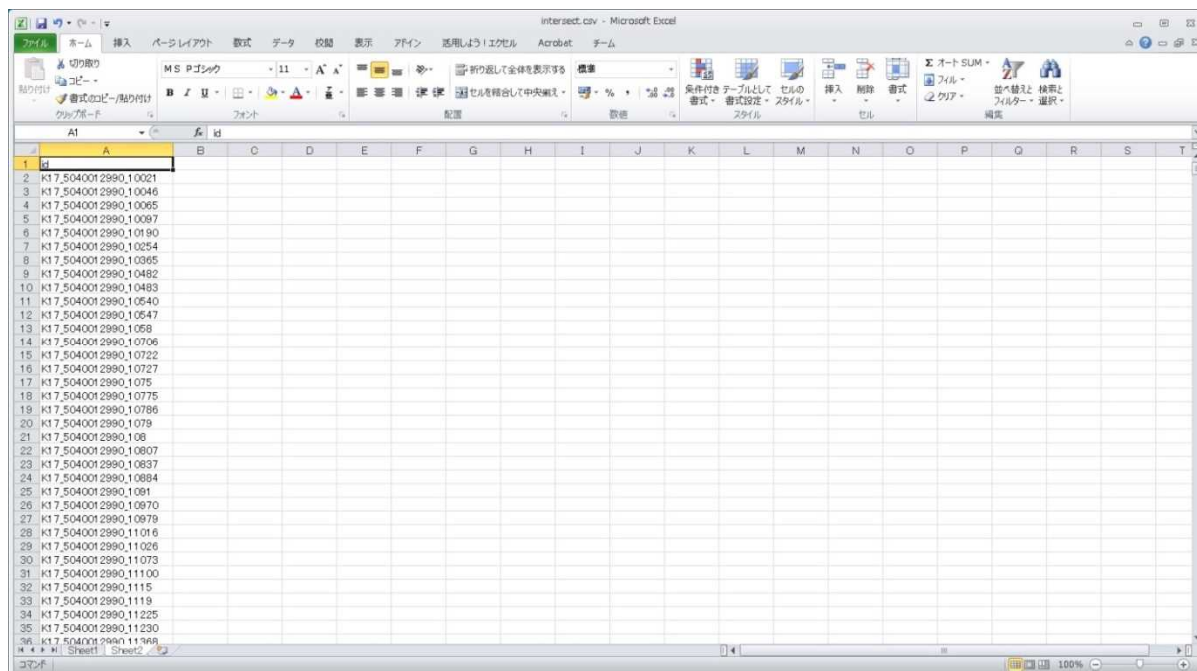 intersect.csv - Microsoft Excel
ファイル ホーム 挿入 ページ レイアウト 数式 データ 校閲 表示 アドイン 活用しよう!エクセル Acrobat チーム
貼り付け
切り取り
コピー
書式のコピー/貼り付け
クリップボード
MS Pゴシック 11
B I U
フォント
折り返して全体を表示する
セルを結合して中央揃え
配置
標準
%
数値
条件付き書式
テーブルとして書式設定
セルのスタイル
スタイル
挿入 削除 書式
セル
Σ オート SUM
フィル
クリア
並べ替えとフィルター
検索と選択
編集
A1 fx id
A B C D E F G H I J K L M N O P Q R S T
1 id
2 K17_5040012990_10021
3 K17_5040012990_10046
4 K17_5040012990_10065
5 K17_5040012990_10097
6 K17_5040012990_10190
7 K17_5040012990_10254
8 K17_5040012990_10365
9 K17_5040012990_10482
10 K17_5040012990_10483
11 K17_5040012990_10540
12 K17_5040012990_10547
13 K17_5040012990_1058
14 K17_5040012990_10706
15 K17_5040012990_10722
16 K17_5040012990_10727
17 K17_5040012990_1075
18 K17_5040012990_10775
19 K17_5040012990_10786
20 K17_5040012990_1079
21 K17_5040012990_108
22 K17_5040012990_10807
23 K17_5040012990_10837
24 K17_5040012990_10884
25 K17_5040012990_1091
26 K17_5040012990_10970
27 K17_5040012990_10979
28 K17_5040012990_11016
29 K17_5040012990_11026
30 K17_5040012990_11073
31 K17_5040012990_11100
32 K17_5040012990_1115
33 K17_5040012990_1119
34 K17_5040012990_11225
35 K17_5040012990_11230
36 K17_5040012990_11368
Sheet1 Sheet2
コマンド 100%